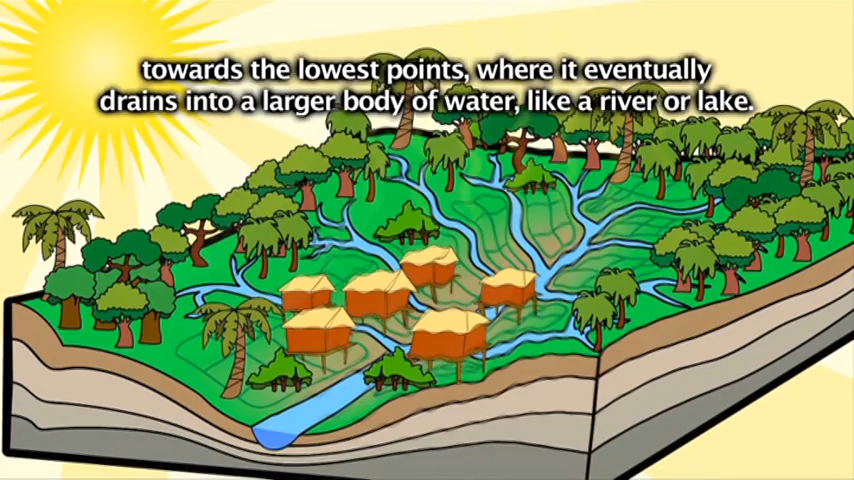 towards the lowest points, where it eventually
drains into a larger body of water, like a river or lake.